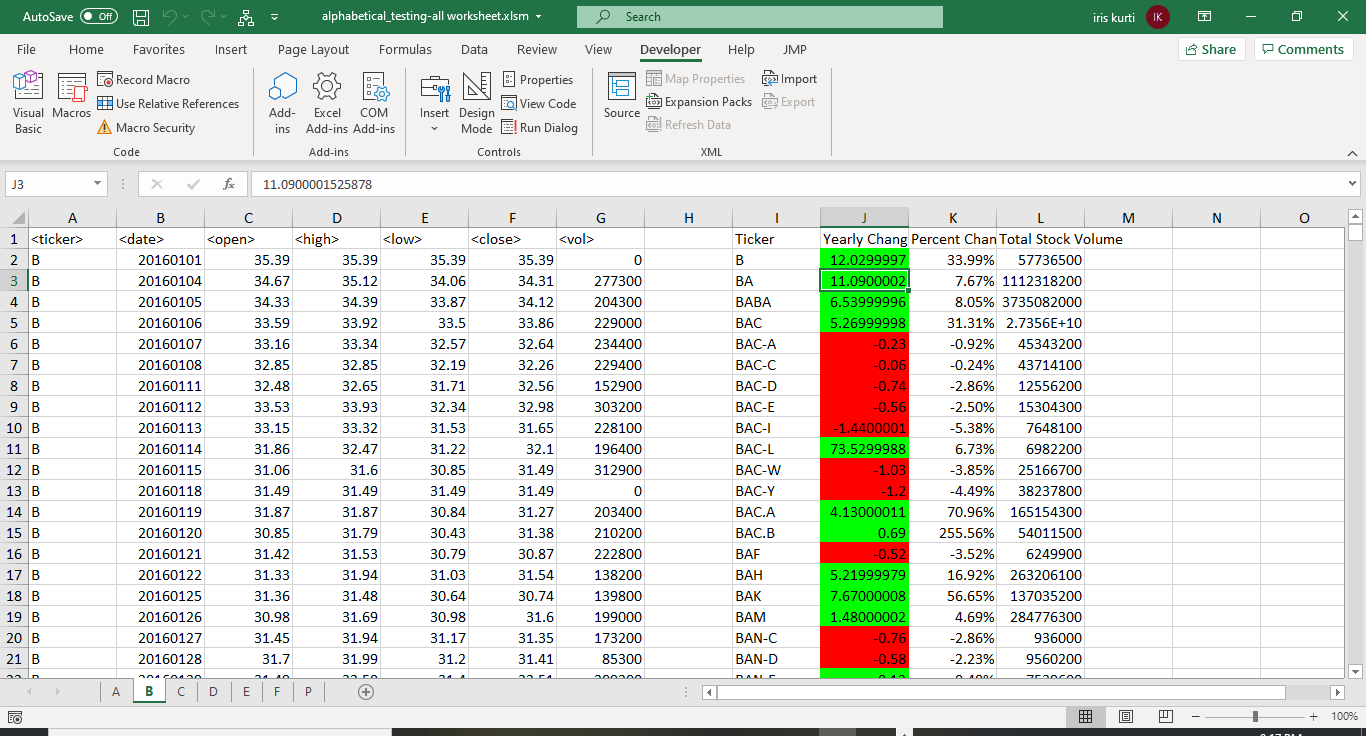 AutoSave Off alphabetical_testing-all worksheet.xlsm Search iris kurti IK
File Home Favorites Insert Page Layout Formulas Data Review View Developer Help JMP Share Comments
Visual Basic Macros Record Macro Use Relative References Macro Security
Add-ins Excel Add-ins COM Add-ins Insert Design Mode Properties View Code Run Dialog
Source Map Properties Expansion Packs Refresh Data Import Export
Code Add-ins Controls XML
J3 fx 11.0900001525878
A B C D E F G H I J K L M N O
1 <ticker> <date> <open> <high> <low> <close> <vol> Ticker Yearly Chang Percent Chan Total Stock Volume
2 B 20160101 35.39 35.39 35.39 35.39 0 B 12.0299997 33.99% 57736500
3 B 20160104 34.67 35.12 34.06 34.31 277300 BA 11.0900002 7.67% 1112318200
4 B 20160105 34.33 34.39 33.87 34.12 204300 BABA 6.53999996 8.05% 3735082000
5 B 20160106 33.59 33.92 33.5 33.86 229000 BAC 5.26999998 31.31% 2.7356E+10
6 B 20160107 33.16 33.34 32.57 32.64 234400 BAC-A -0.23 -0.92% 45343200
7 B 20160108 32.85 32.85 32.19 32.26 229400 BAC-C -0.06 -0.24% 43714100
8 B 20160111 32.48 32.65 31.71 32.56 152900 BAC-D -0.74 -2.86% 12556200
9 B 20160112 33.53 33.93 32.34 32.98 303200 BAC-E -0.56 -2.50% 15304300
10 B 20160113 33.15 33.32 31.53 31.65 228100 BAC-I -1.4400001 -5.38% 7648100
11 B 20160114 31.86 32.47 31.22 32.1 196400 BAC-L 73.5299988 6.73% 6982200
12 B 20160115 31.06 31.6 30.85 31.49 312900 BAC-W -1.03 -3.85% 25166700
13 B 20160118 31.49 31.49 31.49 31.49 0 BAC-Y -1.2 -4.49% 38237800
14 B 20160119 31.87 31.87 30.84 31.27 203400 BAC.A 4.13000011 70.96% 165154300
15 B 20160120 30.85 31.79 30.43 31.38 210200 BAC.B 0.69 255.56% 54011500
16 B 20160121 31.42 31.53 30.79 30.87 222800 BAF -0.52 -3.52% 6249900
17 B 20160122 31.33 31.94 31.03 31.54 138200 BAH 5.21999979 16.92% 263206100
18 B 20160125 31.36 31.48 30.64 30.74 139800 BAK 7.67000008 56.65% 137035200
19 B 20160126 30.98 31.69 30.98 31.6 199000 BAM 1.48000002 4.69% 284776300
20 B 20160127 31.45 31.94 31.17 31.35 173200 BAN-C -0.76 -2.86% 936000
21 B 20160128 31.7 31.99 31.2 31.41 85300 BAN-D -0.58 -2.23% 9560200
A B C D E F P
100%